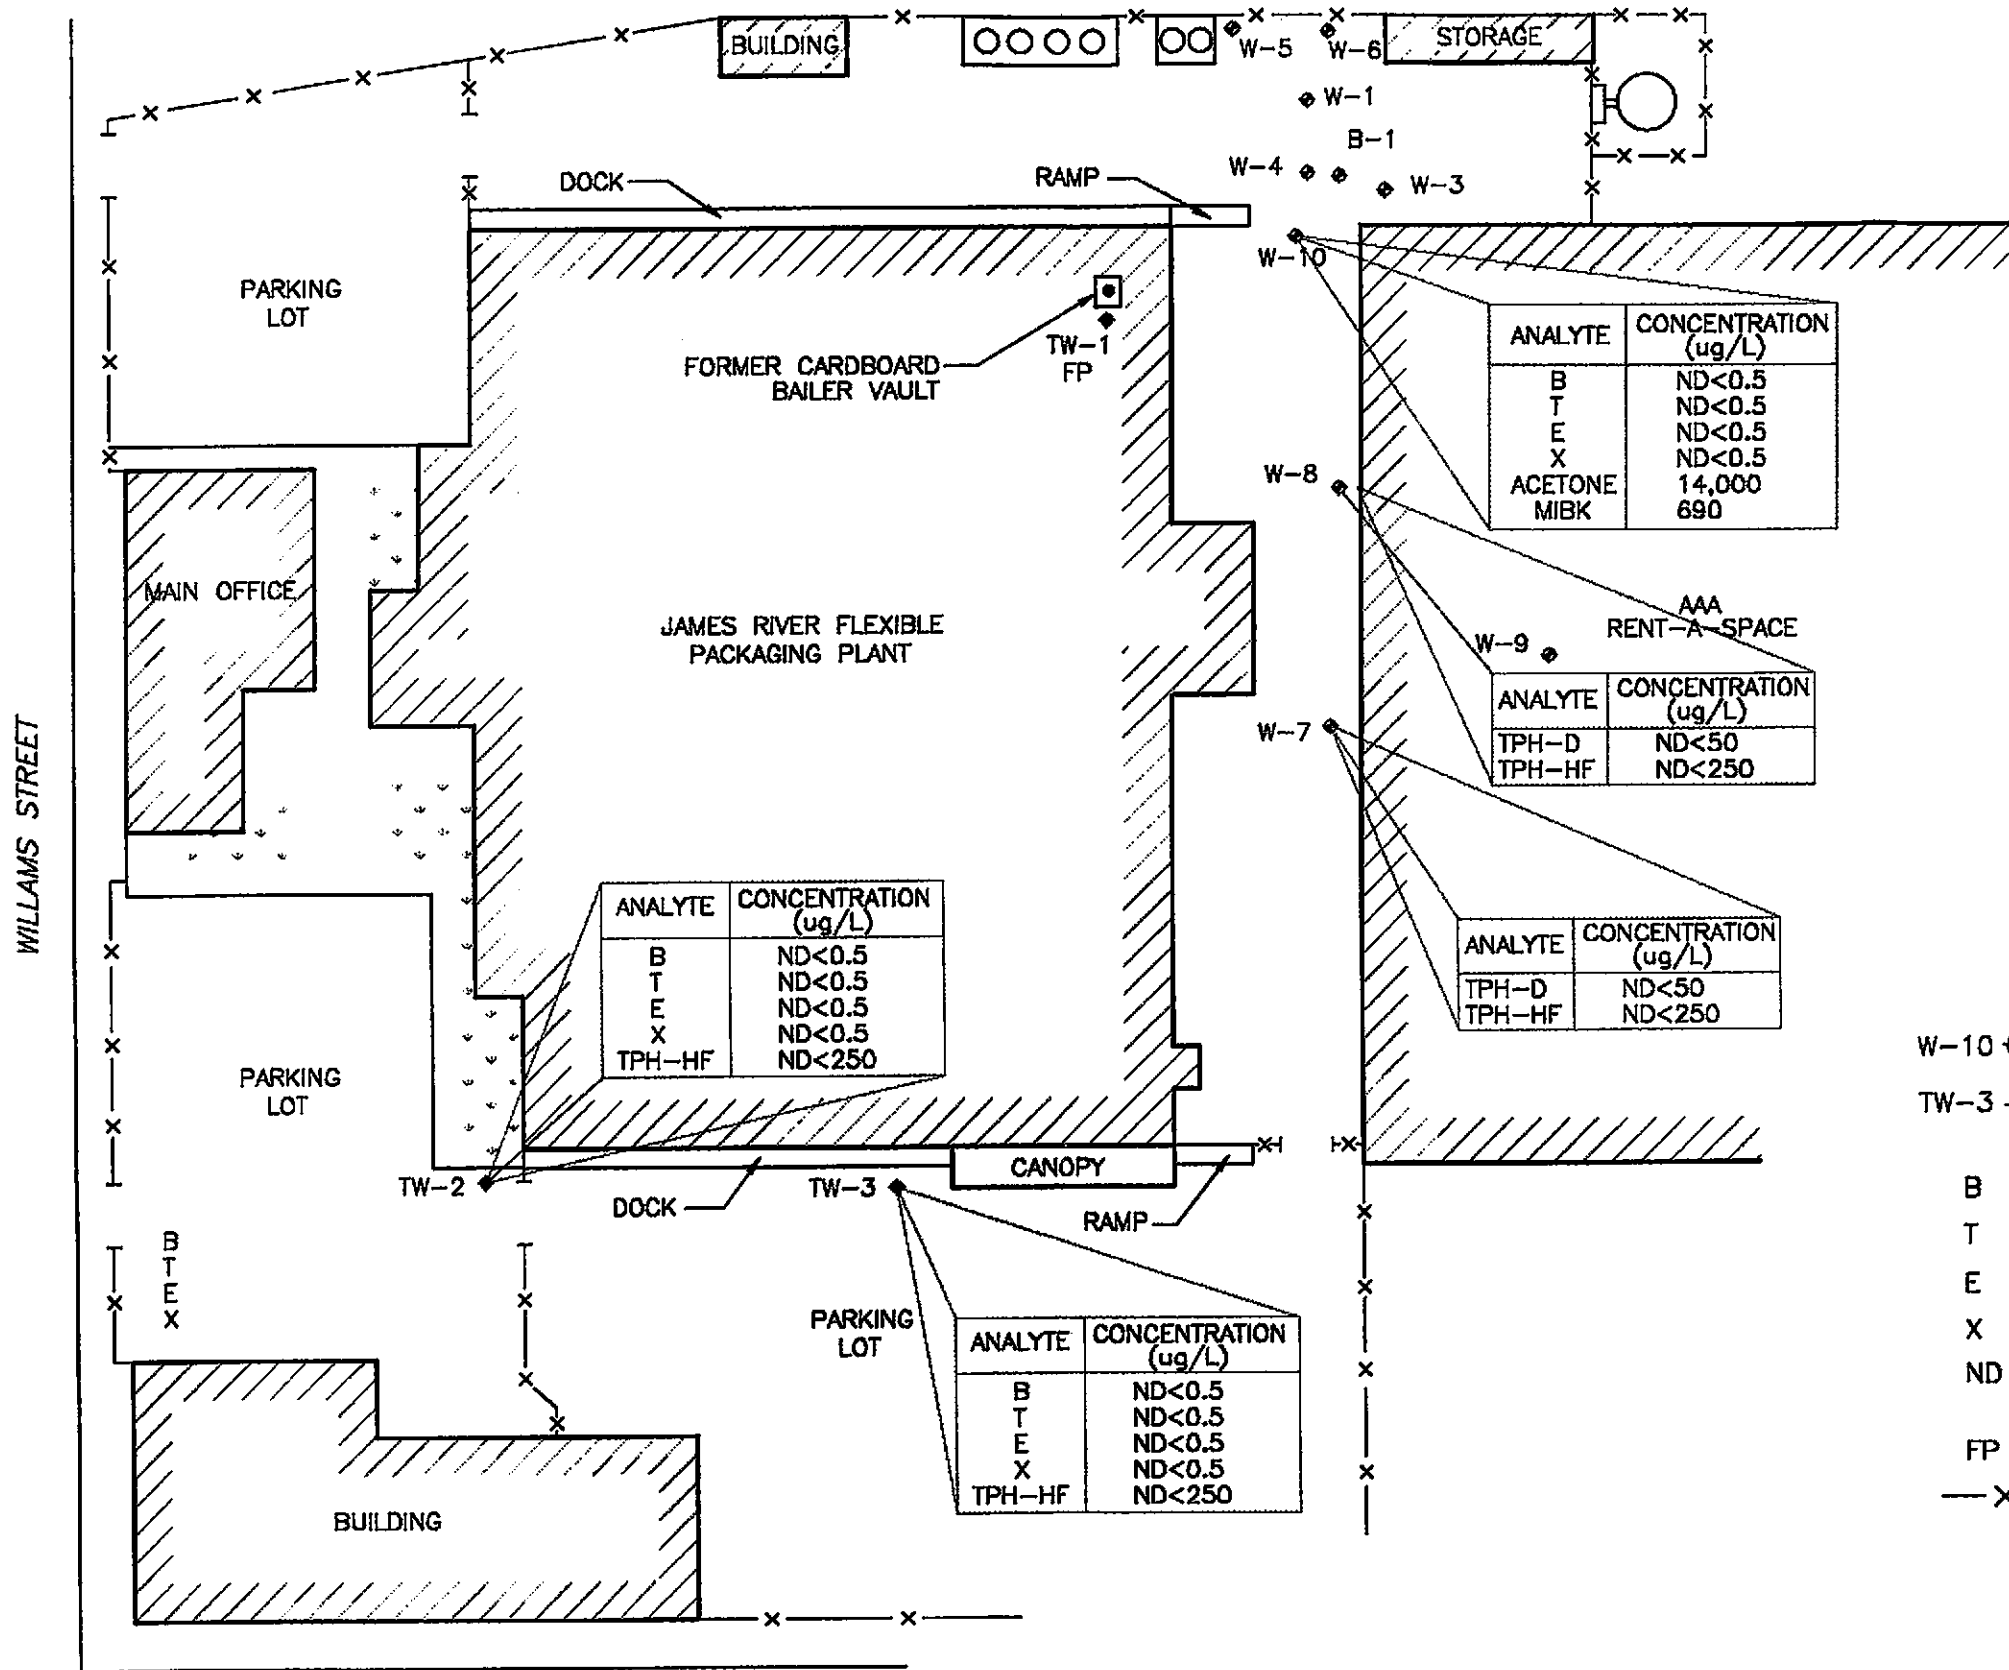 BUILDING
W-5
W-6
STORAGE
W-1
B-1
W-4
W-3
DOCK
RAMP
W-10
PARKING
LOT
TW-1
FP
FORMER CARDBOARD
BAILER VAULT
ANALYTE CONCENTRATION
(ug/L)
B ND<0.5
T ND<0.5
E ND<0.5
X ND<0.5
ACETONE 14,000
MIBK 690
W-8
MAIN OFFICE
JAMES RIVER FLEXIBLE
PACKAGING PLANT
AAA
RENT-A-SPACE
W-9
ANALYTE CONCENTRATION
(ug/L)
TPH-D ND<50
TPH-HF ND<250
W-7
WILLAMS STREET
ANALYTE CONCENTRATION
(ug/L)
B ND<0.5
T ND<0.5
E ND<0.5
X ND<0.5
TPH-HF ND<250
ANALYTE CONCENTRATION
(ug/L)
TPH-D ND<50
TPH-HF ND<250
W-10
TW-3
PARKING
LOT
CANOPY
TW-2
DOCK
TW-3
RAMP
B
T
E
X
B
T
E
X
ND
FP
PARKING
LOT
ANALYTE CONCENTRATION
(ug/L)
B ND<0.5
T ND<0.5
E ND<0.5
X ND<0.5
TPH-HF ND<250
BUILDING